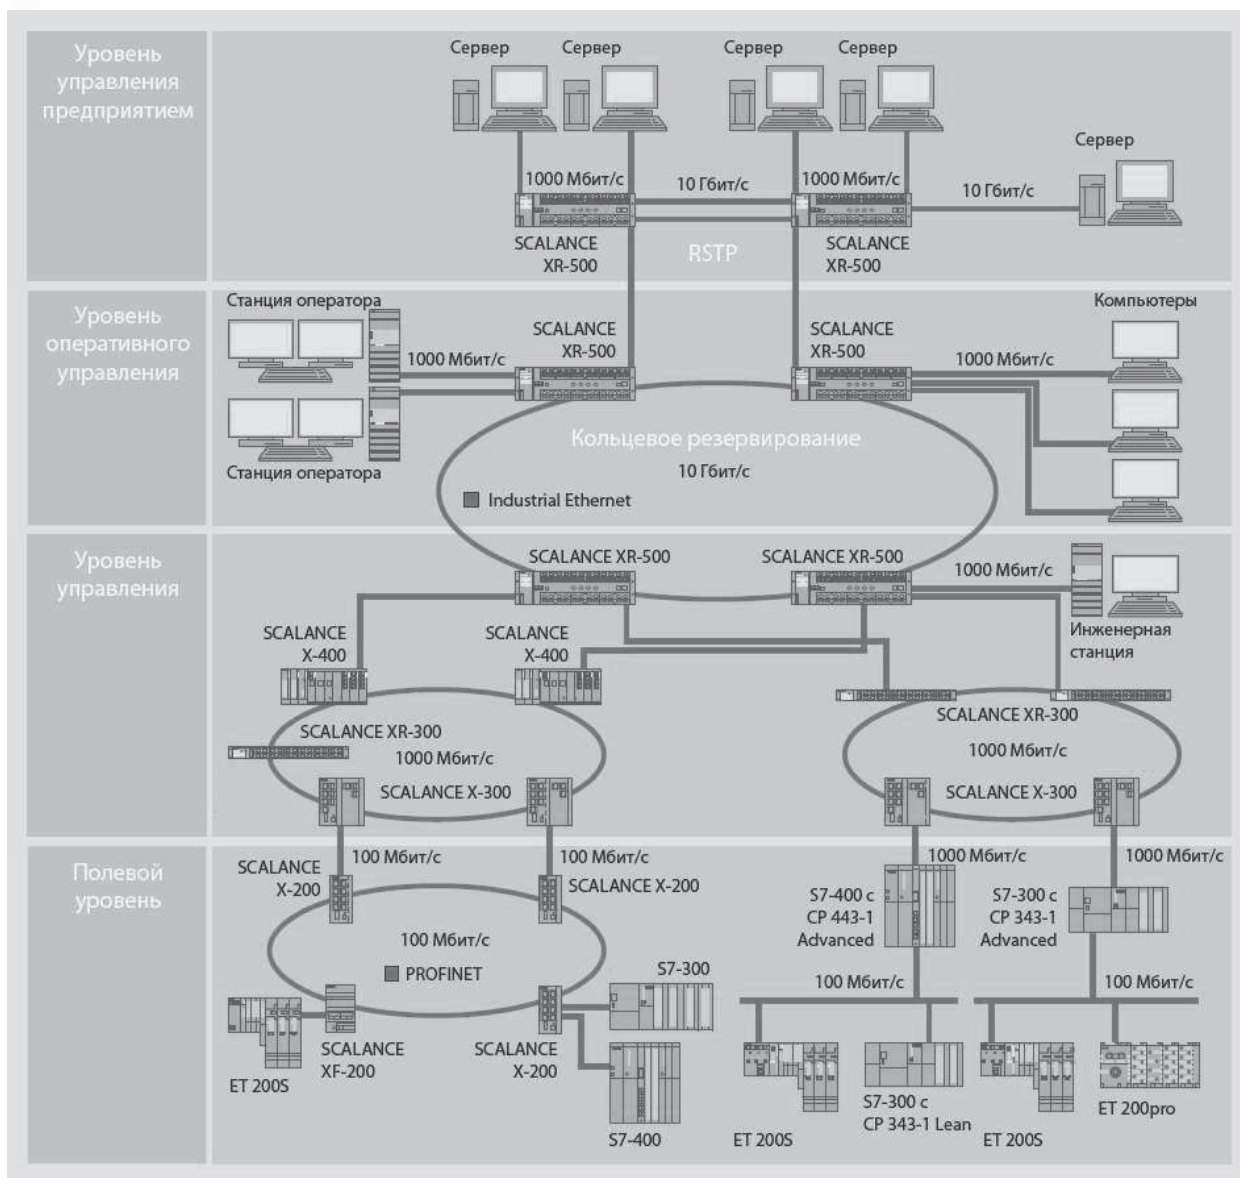 Уровень
управления
предприятием
Сервер
Сервер
Сервер
Сервер
Сервер
1000 Мбит/с
10 Гбит/с
1000 Мбит/с
10 Гбит/с
SCALANCE
XR-500
RSTP
SCALANCE
XR-500
Уровень
оперативного
управления
Станция оператора
SCALANCE
XR-500
SCALANCE
XR-500
Компьютеры
1000 Мбит/с
1000 Мбит/с
Кольцевое резервирование
10 Гбит/с
Станция оператора
Industrial Ethernet
Уровень
управления
SCALANCE XR-500
SCALANCE XR-500
1000 Мбит/с
Инженерная
станция
SCALANCE
X-400
SCALANCE
X-400
SCALANCE XR-300
1000 Мбит/с
SCALANCE X-300
SCALANCE XR-300
1000 Мбит/с
SCALANCE X-300
Полевой
уровень
100 Мбит/с
100 Мбит/с
1000 Мбит/с
1000 Мбит/с
SCALANCE
X-200
SCALANCE X-200
S7-400 с
CP 443-1
Advanced
S7-300 с
CP 343-1
Advanced
100 Мбит/с
PROFINET
S7-300
100 Мбит/с
100 Мбит/с
ET 200S
SCALANCE
XF-200
SCALANCE
X-200
S7-400
ET 200S
S7-300 с
CP 343-1 Lean
ET 200S
ET 200pro